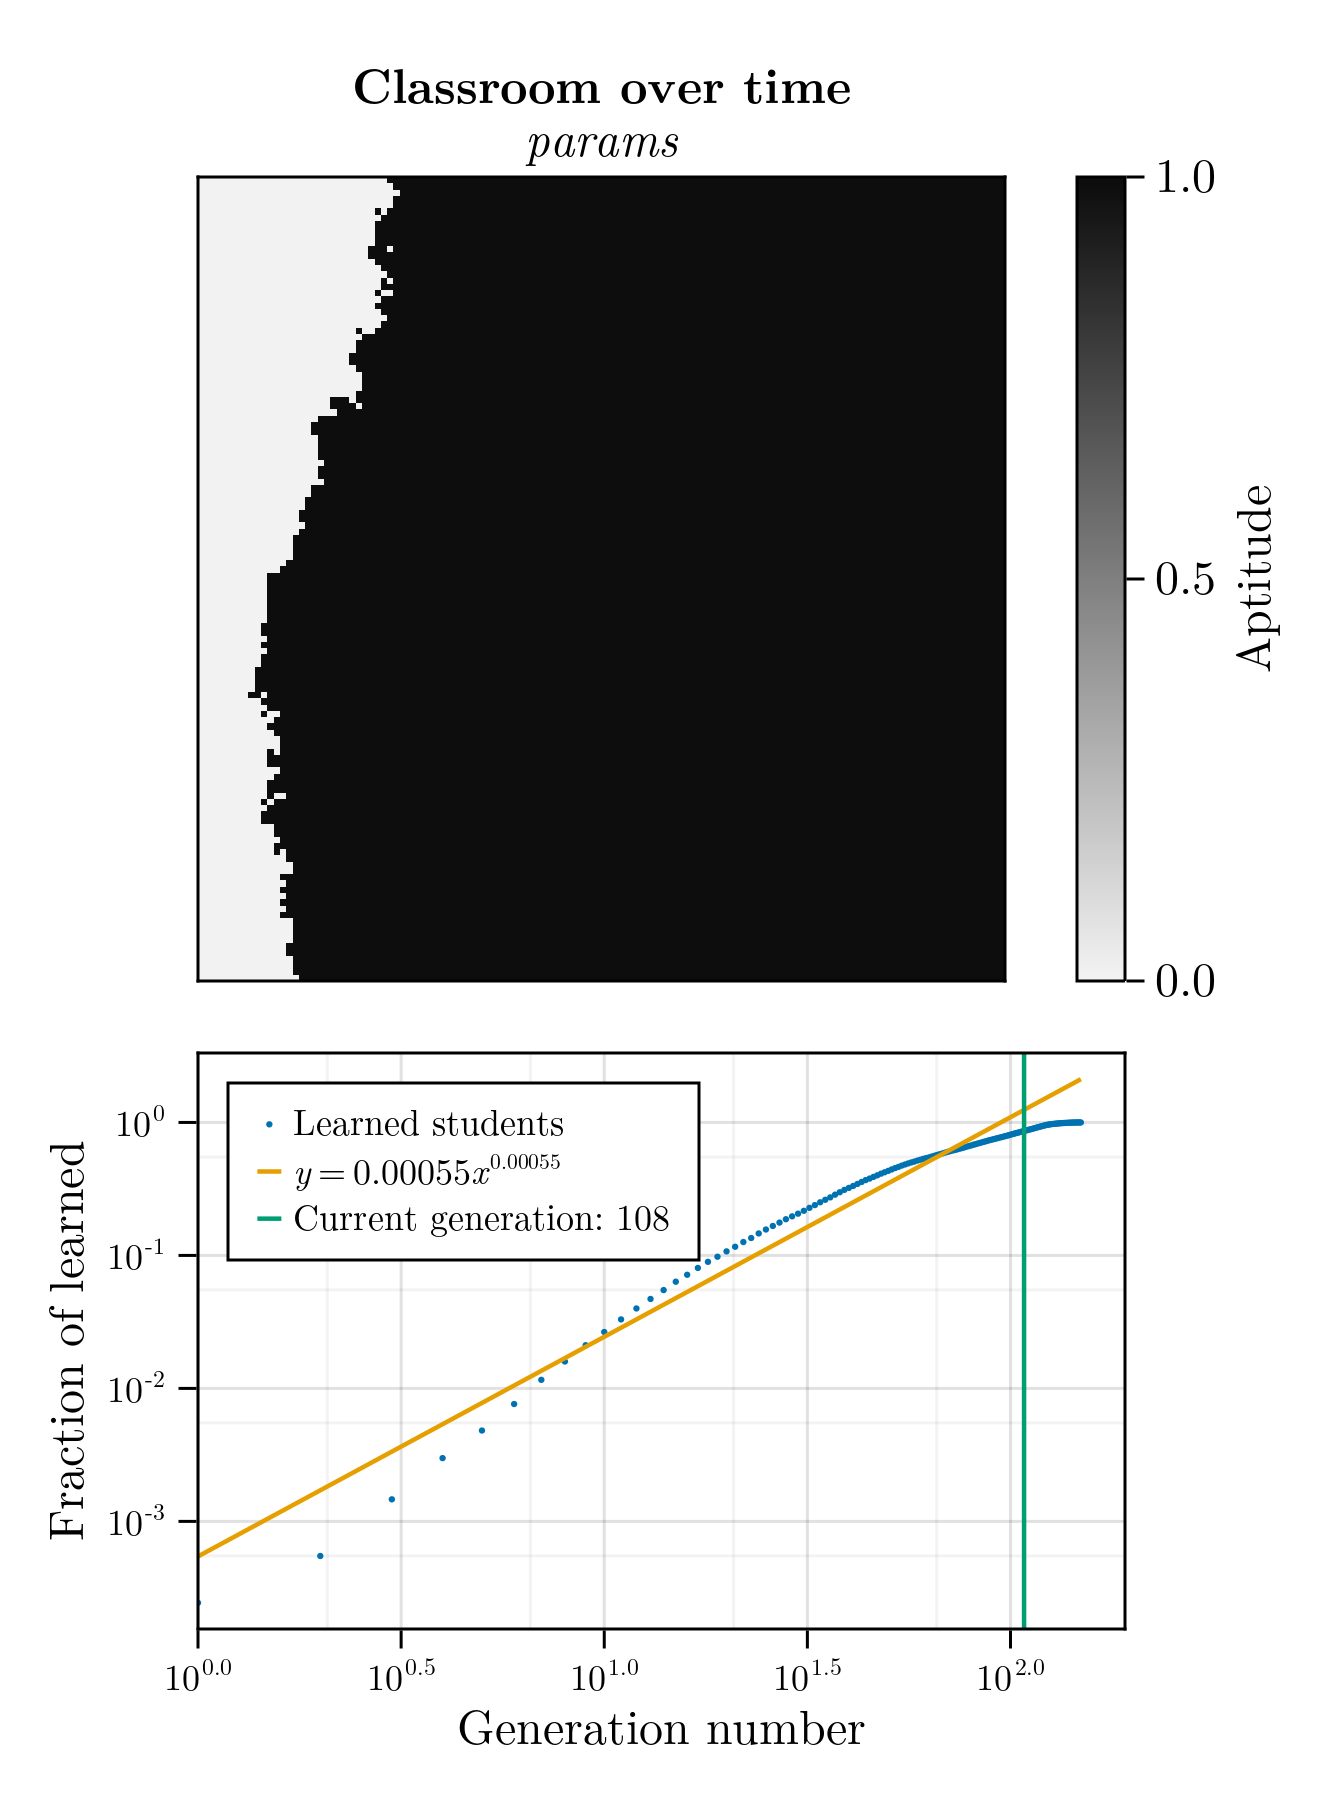 Classroom over time
params
1.0
0.5
0.0
Aptitude
Learned students
y = 0.00055x^0.00055
Current generation: 108
10^0
10^-1
10^-2
10^-3
Fraction of learned
10^0.0 10^0.5 10^1.0 10^1.5 10^2.0
Generation number